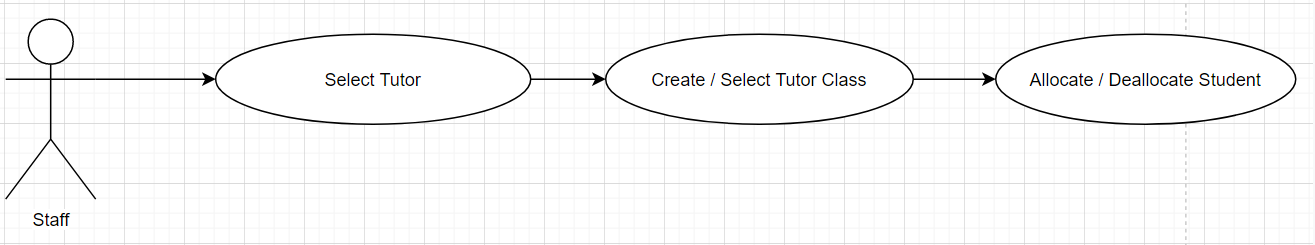 Select Tutor
Create / Select Tutor Class
Allocate / Deallocate Student
Staff